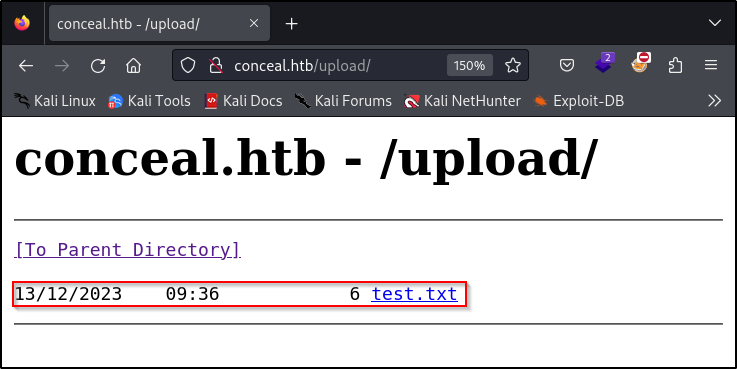 conceal.htb - /upload/
conceal.htb/upload/ 150% 2
Kali Linux Kali Tools Kali Docs Kali Forums Kali NetHunter Exploit-DB
conceal.htb - /upload/
[To Parent Directory]
13/12/2023 09:36 6 test.txt